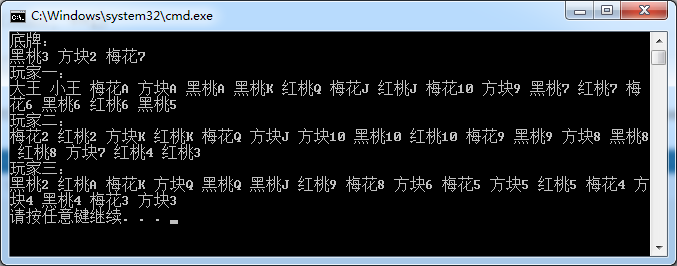 C:\Windows\system32\cmd.exe
底牌:
黑桃3 方块2 梅花7
玩家一:
大王 小王 梅花A 方块A 黑桃A 黑桃K 红桃Q 梅花J 红桃J 梅花10 方块9 黑桃7 红桃7 梅
花6 黑桃6 红桃6 黑桃5
玩家二:
梅花2 红桃2 方块K 红桃K 梅花Q 方块J 方块10 黑桃10 红桃10 梅花9 黑桃9 方块8 黑桃8
红桃8 方块7 红桃4 红桃3
玩家三:
黑桃2 红桃A 梅花K 方块Q 黑桃Q 黑桃J 红桃9 梅花8 方块6 梅花5 方块5 红桃5 梅花4 方
块4 黑桃4 梅花3 方块3
请按任意键继续. . .